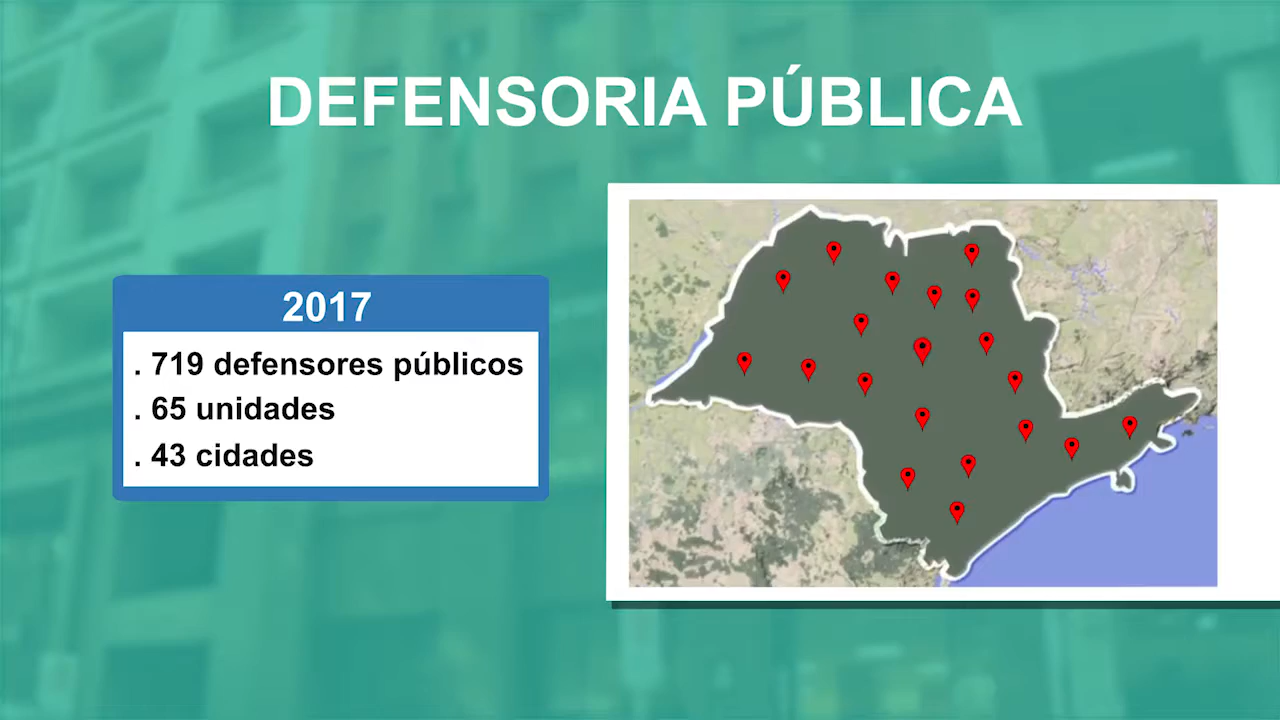 DEFENSORIA PÚBLICA
2017
. 719 defensores públicos
. 65 unidades
. 43 cidades